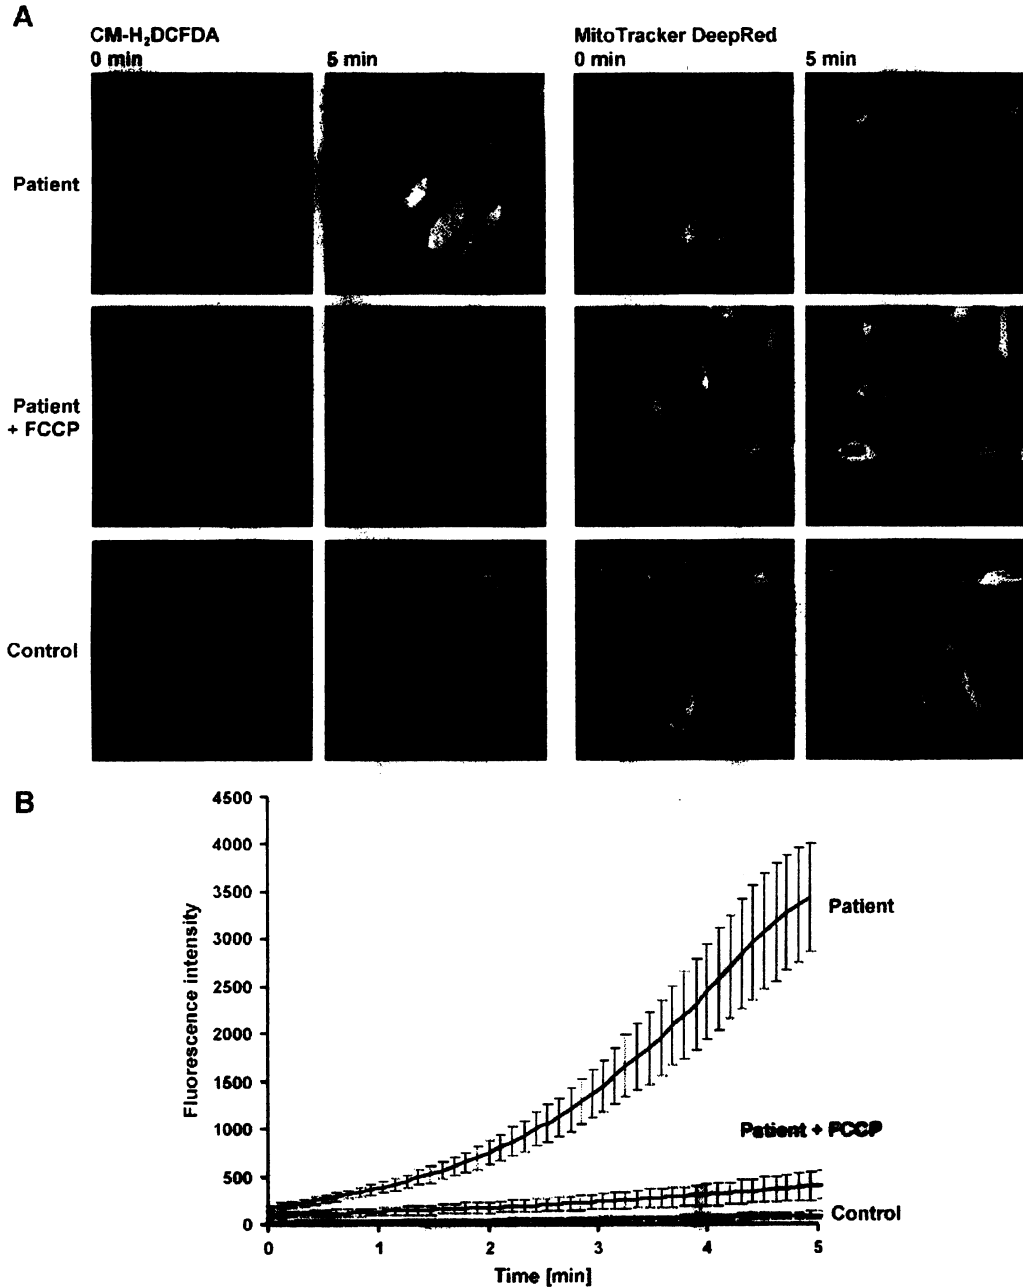 A
CM-H₂DCFDA
MitoTracker DeepRed
0 min
5 min
0 min
5 min
Patient
Patient
+ FCCP
Control
B
4500
4000
3500
3000
2500
2000
1500
1000
500
0
Fluorescence intensity
Patient
Patient + FCCP
Control
0
1
2
3
4
5
Time [min]